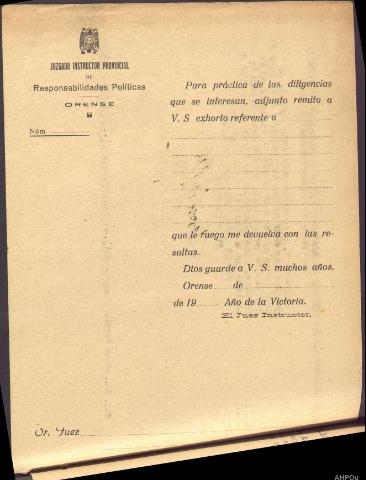 JUZGADO INSTRUCTOR PROVINCIAL
DE
Responsabilidades Políticas
ORENSE
Núm.
Para práctica de las diligencias
que se interesan, adjunto remito a
V. S exhorto referente a
que le ruego me devuelva con las re-
sultas.
Dios guarde a V. S. muchos años.
Orense de
de 19 Año de la Victoria.
El Juez Instructor,
Sr. Juez
AHPOu